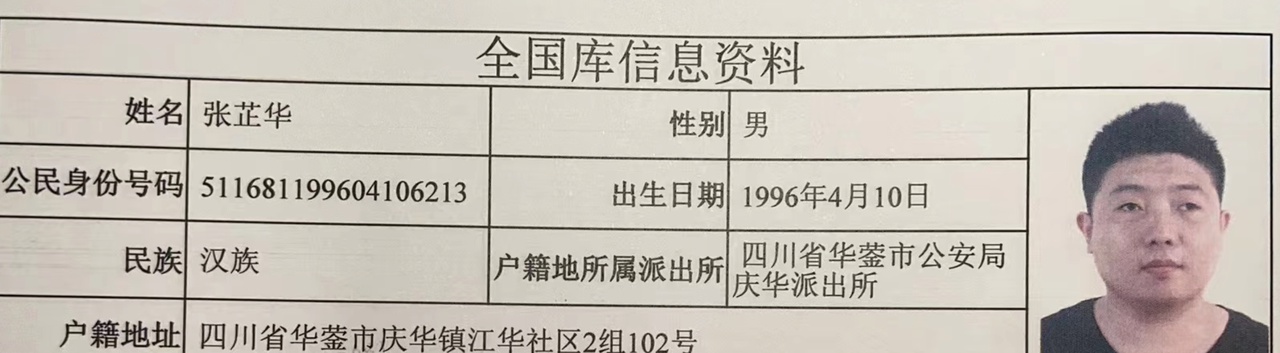 全国库信息资料
姓名 张芷华 性别 男
公民身份号码 511681199604106213 出生日期 1996年4月10日
民族 汉族 户籍地所属派出所 四川省华蓥市公安局
庆华派出所
户籍地址 四川省华蓥市庆华镇江华社区2组102号